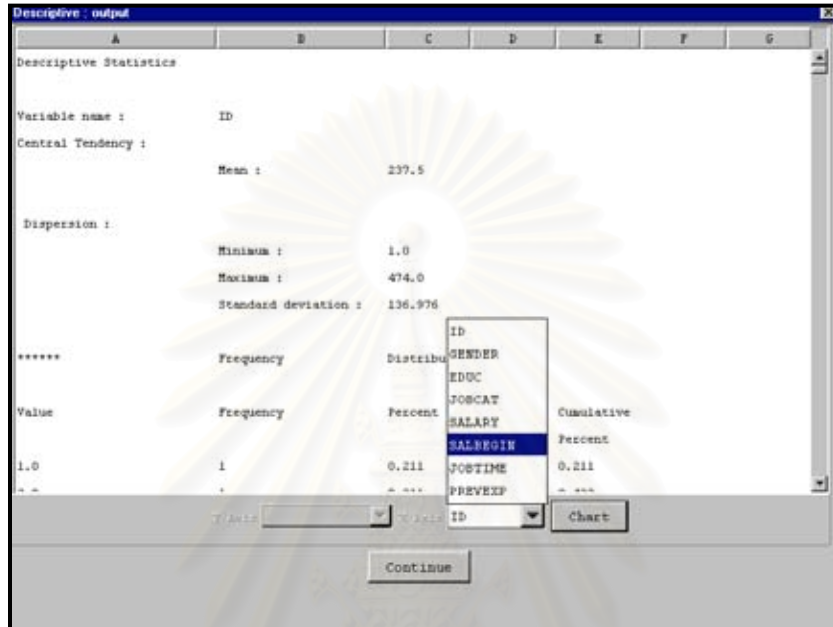 Descriptive : output
A B C D E F G
Descriptive Statistics
Variable name : ID
Central Tendency :
Mean : 237.5
Dispersion :
Minimum : 1.0
Maximum : 474.0
Standard deviation : 136.976
****** Frequency Distribu
Value Frequency Percent Cumulative
Percent
1.0 1 0.211 0.211
ID
GENDER
EDUC
JOBCAT
SALARY
SALBEGIN
JOBTIME
PREVEXP
Y Axis X Axis ID Chart
Continue